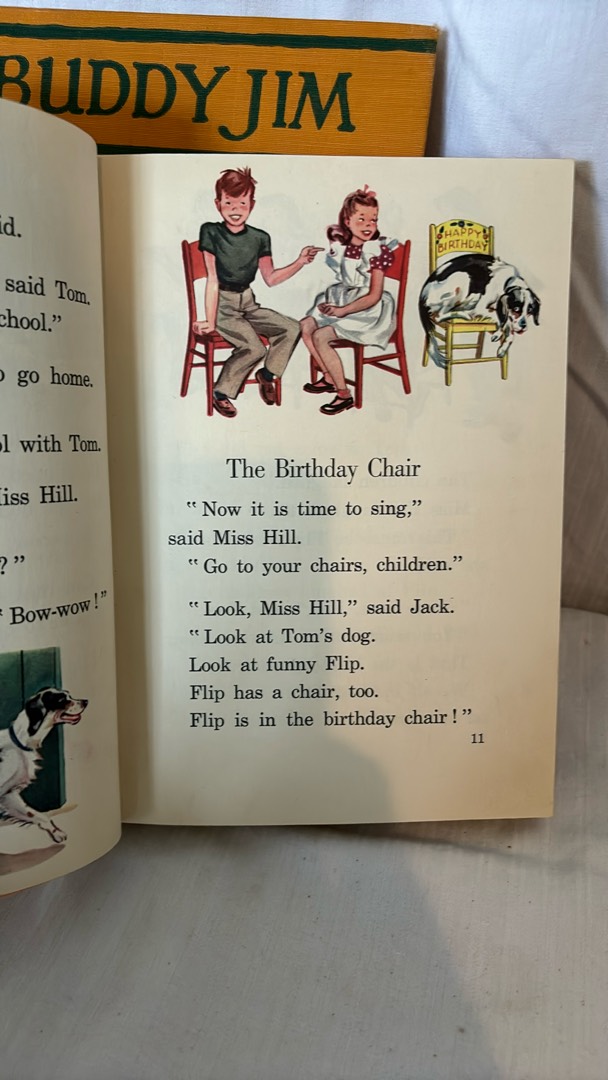 BUDDY JIM
said Tom.
go home.
with Tom.
Hill.
?"
"Bow-wow!"
HAPPY
BIRTHDAY
The Birthday Chair
"Now it is time to sing,"
said Miss Hill.
"Go to your chairs, children."
"Look, Miss Hill," said Jack.
"Look at Tom's dog.
Look at funny Flip.
Flip has a chair, too.
Flip is in the birthday chair!"
11